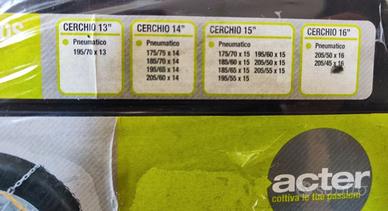 CERCHIO 13"
Pneumatico
195/70 x 13
CERCHIO 14"
Pneumatico
175/75 x 14
185/70 x 14
195/65 x 14
205/60 x 14
CERCHIO 15"
Pneumatico
175/70 x 15 195/60 x 15
185/60 x 15 205/50 x 15
185/65 x 15 205/55 x 15
195/55 x 15
CERCHIO 16"
Pneumatico
205/50 x 16
205/45 x 16
acter
coltiva le tue passioni